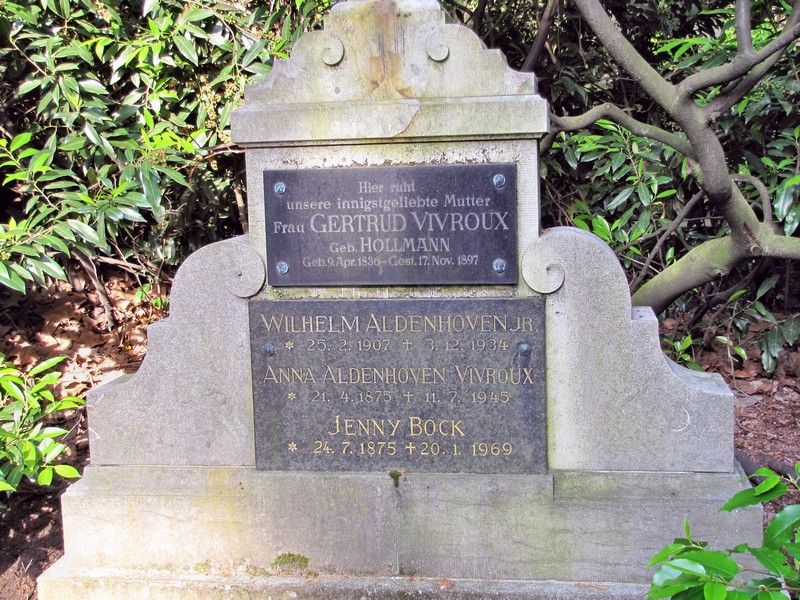 Hier ruht
unsere innigstgeliebte Mutter
Frau GERTRUD VIVROUX
GEB. HOLLMANN
Geb. 9. Apr. 1836 – Gest. 17. Nov. 1897
WILHELM ALDENHOVEN JR.
* 25. 2. 1907 + 3. 12. 1934
ANNA ALDENHOVEN VIVROUX
* 21. 4. 1875 + 11. 7. 1945
JENNY BOCK
* 24. 7. 1875 + 20. 1. 1969